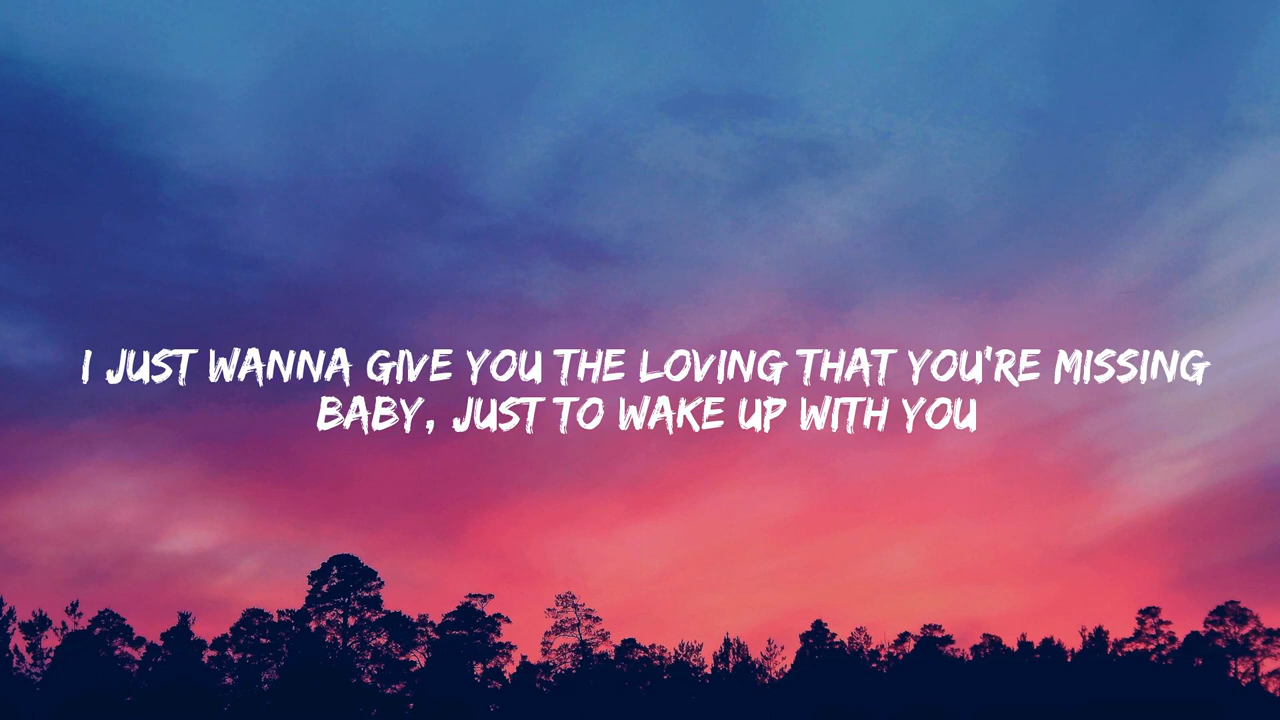 I JUST WANNA GIVE YOU THE LOVING THAT YOU'RE MISSING
BABY, JUST TO WAKE UP WITH YOU